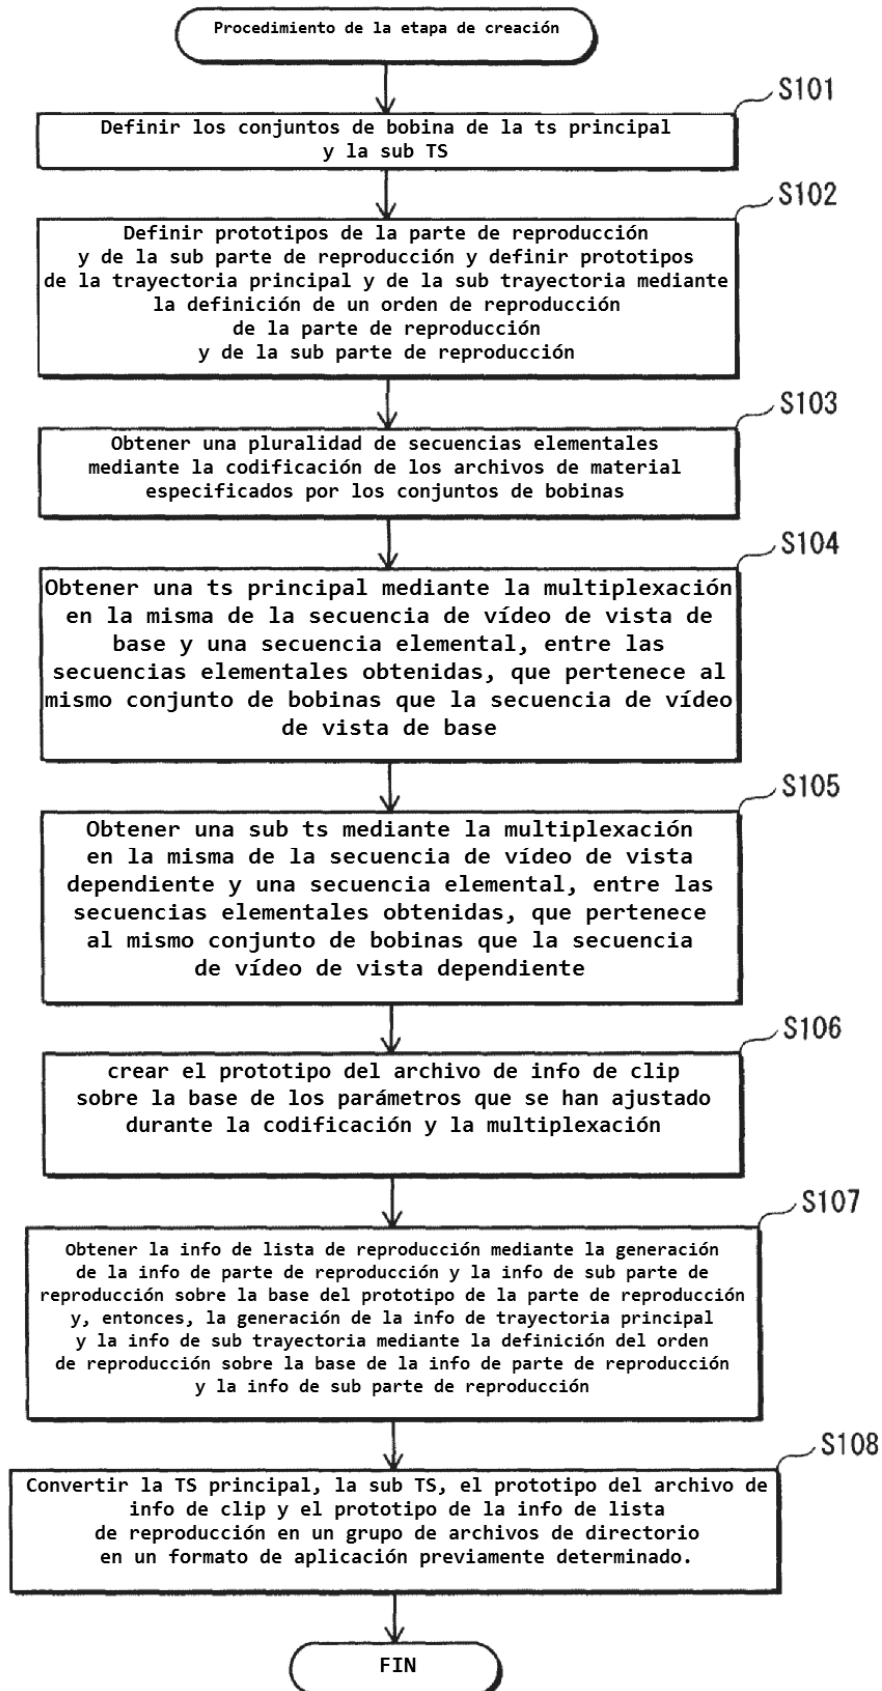 Procedimiento de la etapa de creación
S101
Definir los conjuntos de bobina de la ts principal
y la sub TS
S102
Definir prototipos de la parte de reproducción
y de la sub parte de reproducción y definir prototipos
de la trayectoria principal y de la sub trayectoria mediante
la definición de un orden de reproducción
de la parte de reproducción
y de la sub parte de reproducción
S103
Obtener una pluralidad de secuencias elementales
mediante la codificación de los archivos de material
especificados por los conjuntos de bobinas
S104
Obtener una ts principal mediante la multiplexación
en la misma de la secuencia de vídeo de vista de
base y una secuencia elemental, entre las
secuencias elementales obtenidas, que pertenece al
mismo conjunto de bobinas que la secuencia de vídeo
de vista de base
S105
Obtener una sub ts mediante la multiplexación
en la misma de la secuencia de vídeo de vista
dependiente y una secuencia elemental, entre las
secuencias elementales obtenidas, que pertenece
al mismo conjunto de bobinas que la secuencia
de vídeo de vista dependiente
S106
crear el prototipo del archivo de info de clip
sobre la base de los parámetros que se han ajustado
durante la codificación y la multiplexación
S107
Obtener la info de lista de reproducción mediante la generación
de la info de parte de reproducción y la info de sub parte de
reproducción sobre la base del prototipo de la parte de reproducción
y, entonces, la generación de la info de trayectoria principal
y la info de sub trayectoria mediante la definición del orden
de reproducción sobre la base de la info de parte de reproducción
y la info de sub parte de reproducción
S108
Convertir la TS principal, la sub TS, el prototipo del archivo de
info de clip y el prototipo de la info de lista
de reproducción en un grupo de archivos de directorio
en un formato de aplicación previamente determinado.
FIN